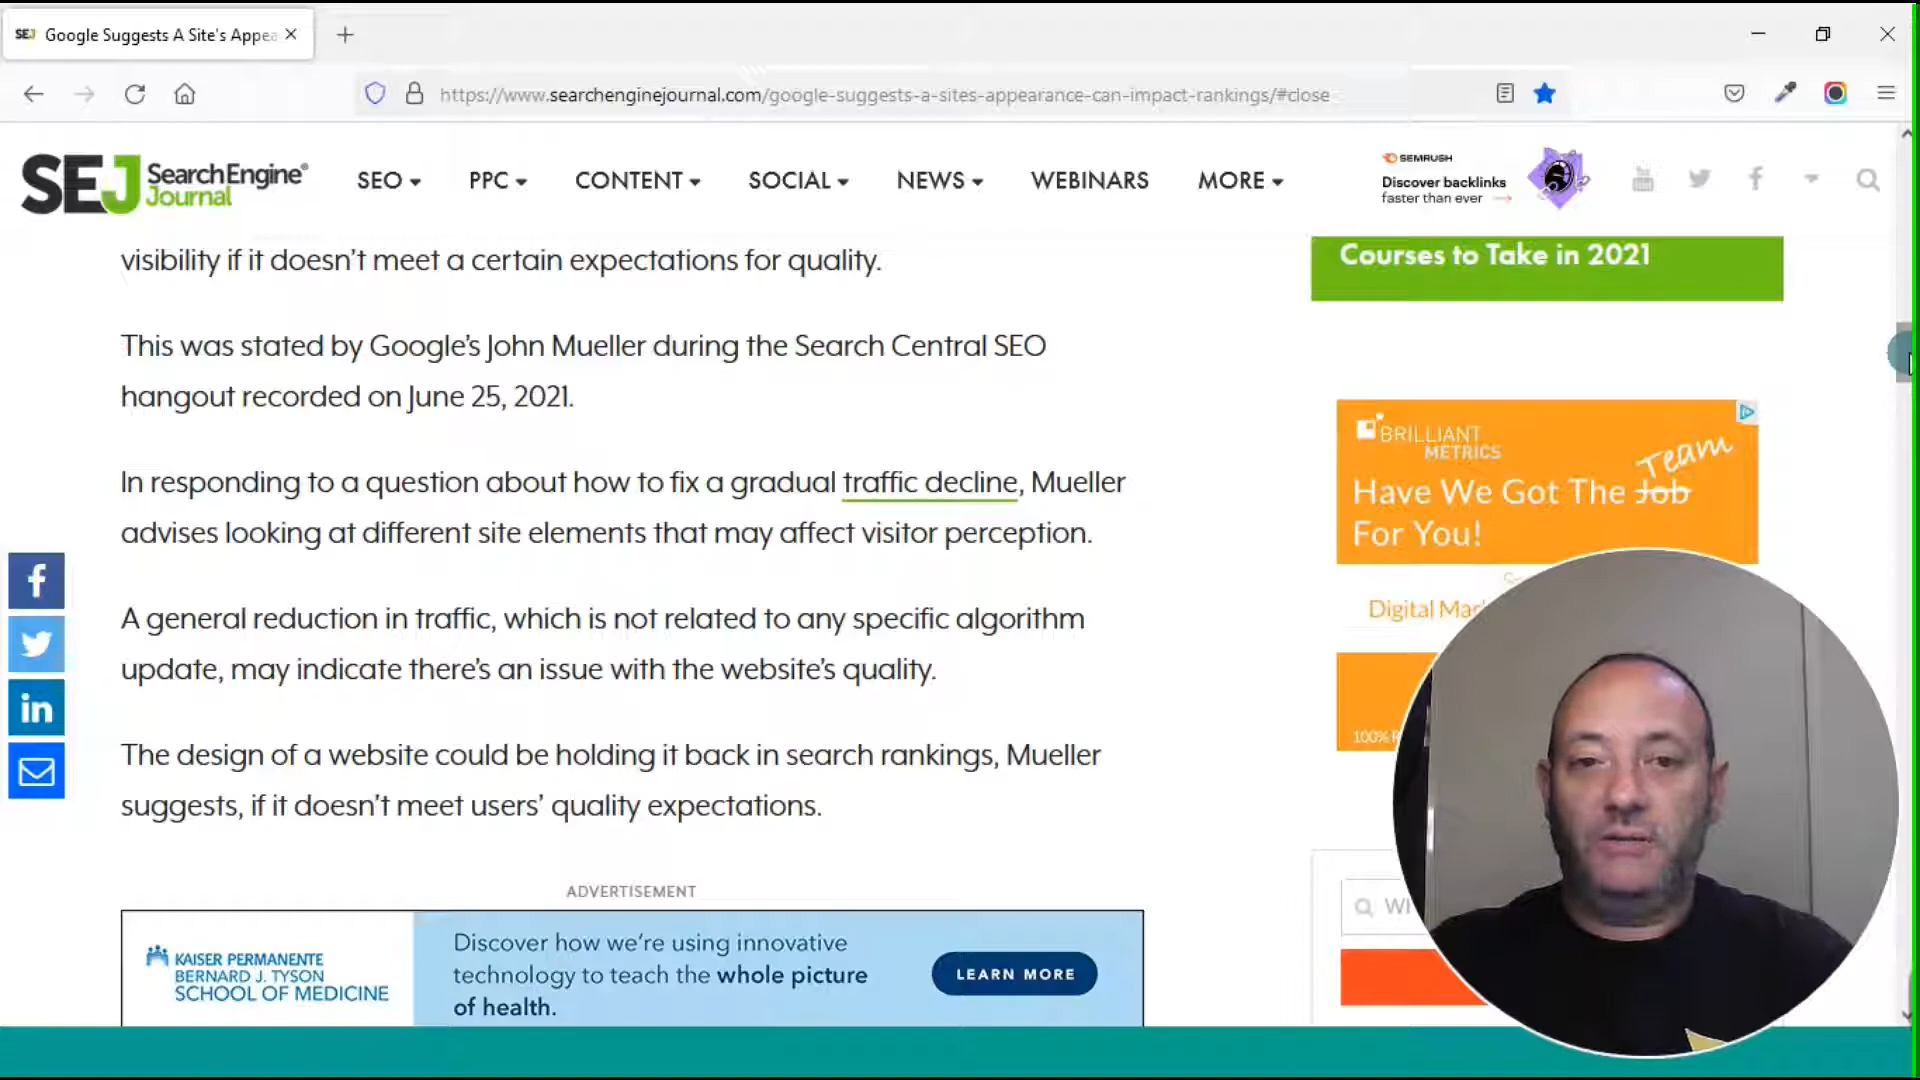 SEJ Google Suggests A Site's Appea
https://www.searchenginejournal.com/google-suggests-a-sites-appearance-can-impact-rankings/#close
SEJ SearchEngine
Journal
SEO PPC CONTENT SOCIAL NEWS WEBINARS MORE
SEMRUSH
Discover backlinks
faster than ever
You
visibility if it doesn't meet a certain expectations for quality.
This was stated by Google's John Mueller during the Search Central SEO
hangout recorded on June 25, 2021.
In responding to a question about how to fix a gradual traffic decline, Mueller
advises looking at different site elements that may affect visitor perception.
A general reduction in traffic, which is not related to any specific algorithm
update, may indicate there's an issue with the website's quality.
The design of a website could be holding it back in search rankings, Mueller
suggests, if it doesn't meet users' quality expectations.
ADVERTISEMENT
KAISER PERMANENTE
BERNARD J. TYSON
SCHOOL OF MEDICINE
Discover how we're using innovative
technology to teach the whole picture
of health.
LEARN MORE
Courses to Take in 2021
BRILLIANT
METRICS
Team
Have We Got The Job
For You!
Digital Mar
100%